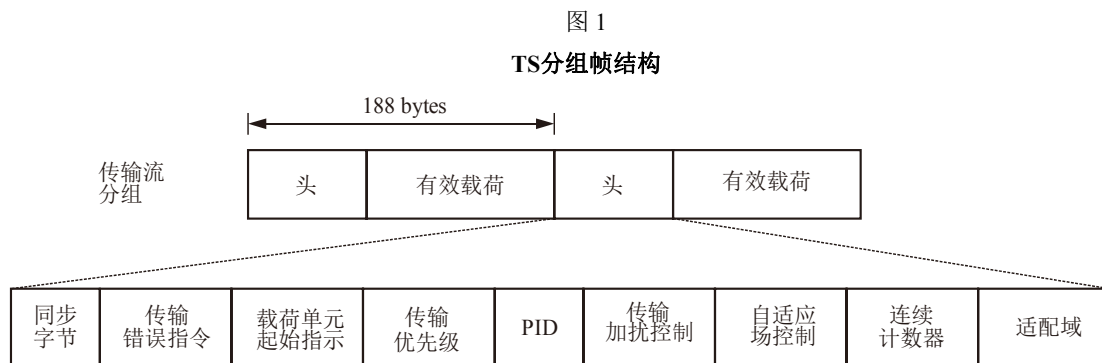 图 1
TS分组帧结构
188 bytes
传输流
分组
头
有效载荷
头
有效载荷
同步
字节
传输
错误指令
载荷单元
起始指示
传输
优先级
PID
传输
加扰控制
自适应
场控制
连续
计数器
适配域